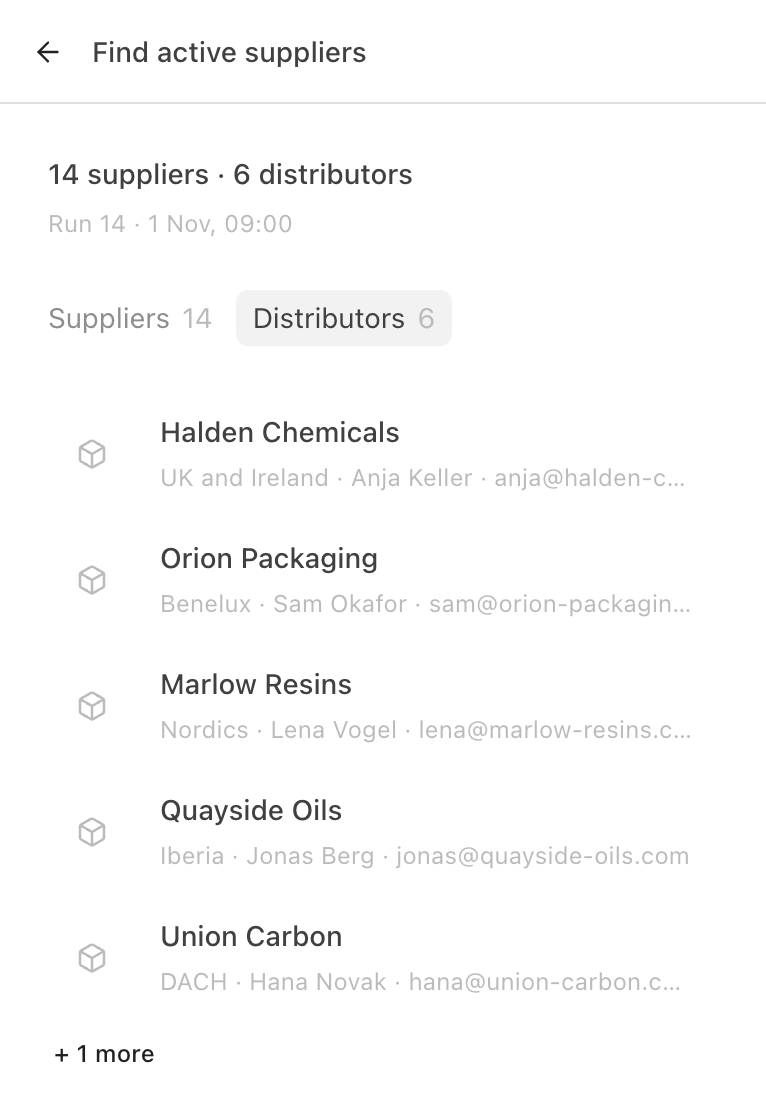 Find active suppliers
14 suppliers · 6 distributors
Run 14 · 1 Nov, 09:00
Suppliers 14 Distributors 6
Halden Chemicals
UK and Ireland · Anja Keller · anja@halden-c...
Orion Packaging
Benelux · Sam Okafor · sam@orion-packagin...
Marlow Resins
Nordics · Lena Vogel · lena@marlow-resins.c...
Quayside Oils
Iberia · Jonas Berg · jonas@quayside-oils.com
Union Carbon
DACH · Hana Novak · hana@union-carbon.c...
+ 1 more